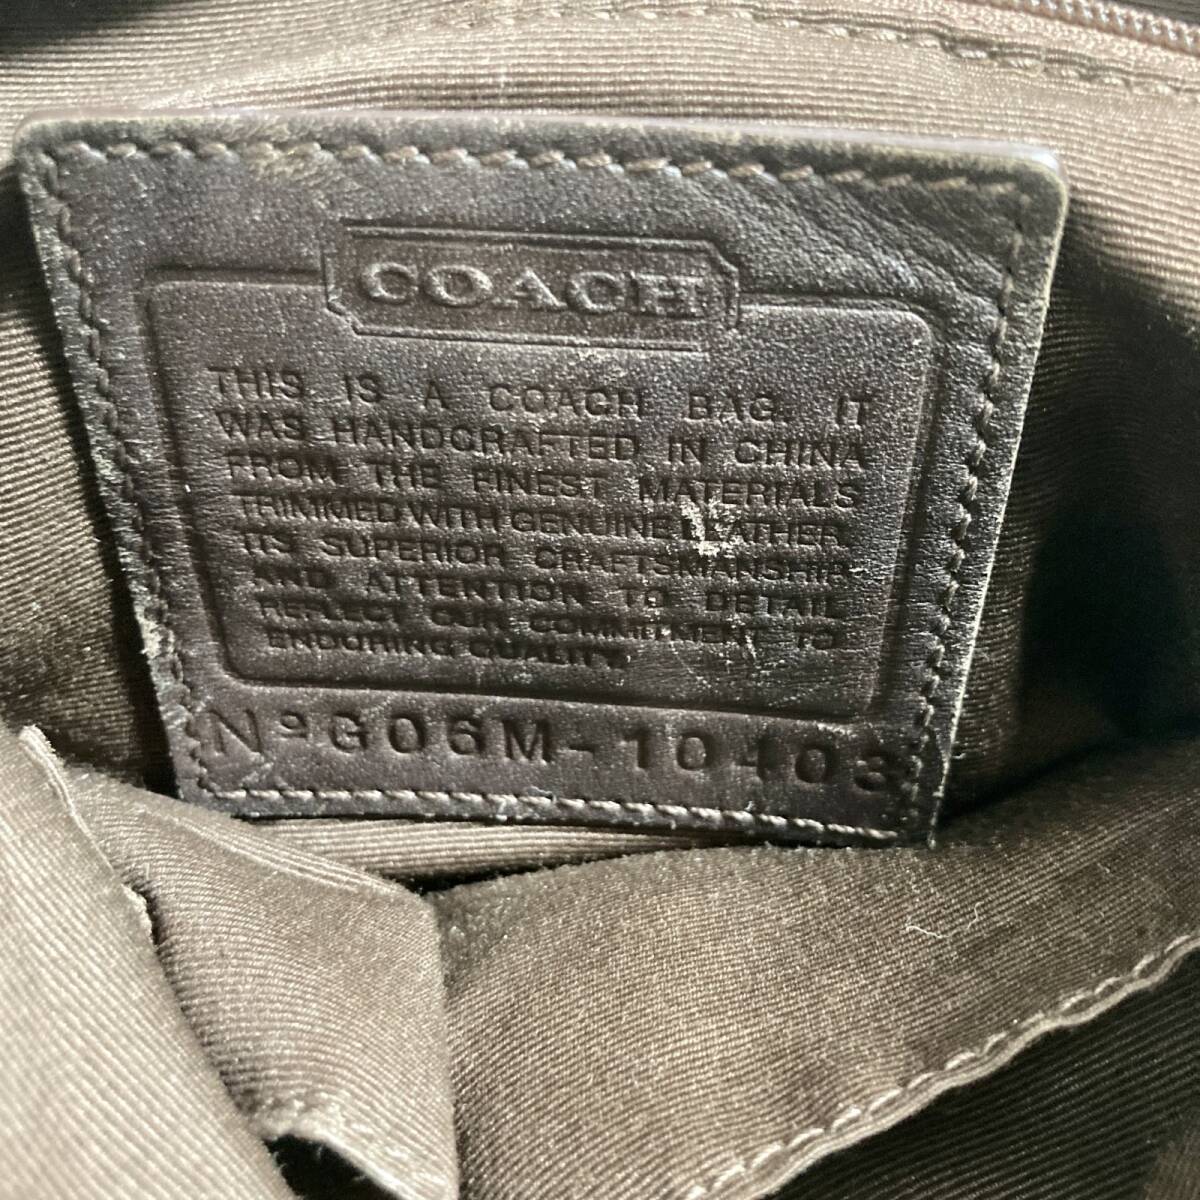 COACH
THIS IS A COACH BAG. IT
WAS HANDCRAFTED IN CHINA
FROM THE FINEST MATERIALS
TRIMMED WITH GENUINE LEATHER
ITS SUPERIOR CRAFTSMANSHIP
AND ATTENTION TO DETAIL
REFLECT OUR COMMITMENT TO
ENDURING QUALITY.
Nº G06M-10403